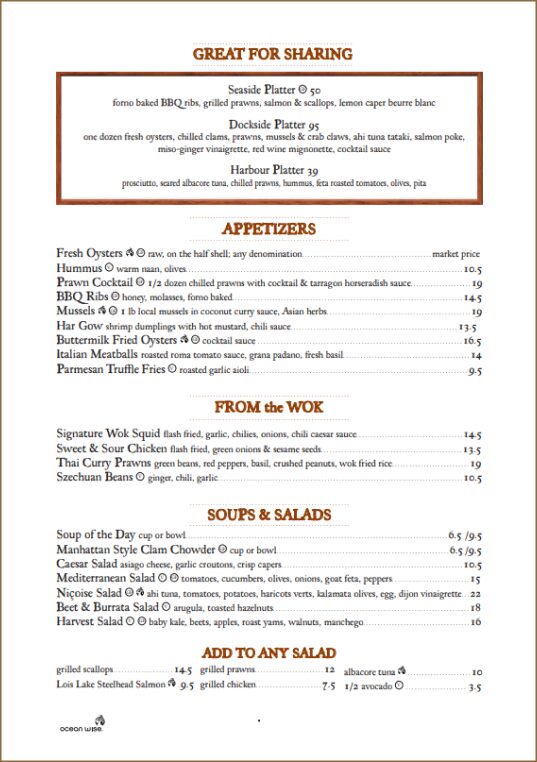 GREAT FOR SHARING
Seaside Platter 50
forno baked BBQ ribs, grilled prawns, salmon & scallops, lemon caper beurre blanc
Dockside Platter 95
one dozen fresh oysters, chilled clams, prawns, mussels & crab claws, ahi tuna tataki, salmon poke,
miso-ginger vinaigrette, red wine mignonette, cocktail sauce
Harbour Platter 39
prosciutto, seared albacore tuna, chilled prawns, hummus, feta roasted tomatoes, olives, pita
APPETIZERS
Fresh Oysters raw, on the half shell; any denomination market price
Hummus warm naan, olives 10.5
Prawn Cocktail 1/2 dozen chilled prawns with cocktail & tarragon horseradish sauce 19
BBQ Ribs honey, molasses, forno baked 14.5
Mussels 1 lb local mussels in coconut curry sauce, Asian herbs 19
Har Gow shrimp dumplings with hot mustard, chili sauce 13.5
Buttermilk Fried Oysters cocktail sauce 16.5
Italian Meatballs roasted roma tomato sauce, grana padano, fresh basil 14
Parmesan Truffle Fries roasted garlic aioli 9.5
FROM the WOK
Signature Wok Squid flash fried, garlic, chilies, onions, chili caesar sauce 14.5
Sweet & Sour Chicken flash fried, green onions & sesame seeds 13.5
Thai Curry Prawns green beans, red peppers, basil, crushed peanuts, wok fried rice 19
Szechuan Beans ginger, chili, garlic 10.5
SOUPS & SALADS
Soup of the Day cup or bowl 6.5 /9.5
Manhattan Style Clam Chowder cup or bowl 6.5 /9.5
Caesar Salad asiago cheese, garlic croutons, crisp capers 10.5
Mediterranean Salad tomatoes, cucumbers, olives, onions, goat feta, peppers 15
Niçoise Salad ahi tuna, tomatoes, potatoes, haricots verts, kalamata olives, egg, dijon vinaigrette 22
Beet & Burrata Salad arugula, toasted hazelnuts 18
Harvest Salad baby kale, beets, apples, roast yams, walnuts, manchego 16
ADD TO ANY SALAD
grilled scallops 14.5 grilled prawns 12 albacore tuna 10
Lois Lake Steelhead Salmon 9.5 grilled chicken 7.5 1/2 avocado 3.5
ocean wise.